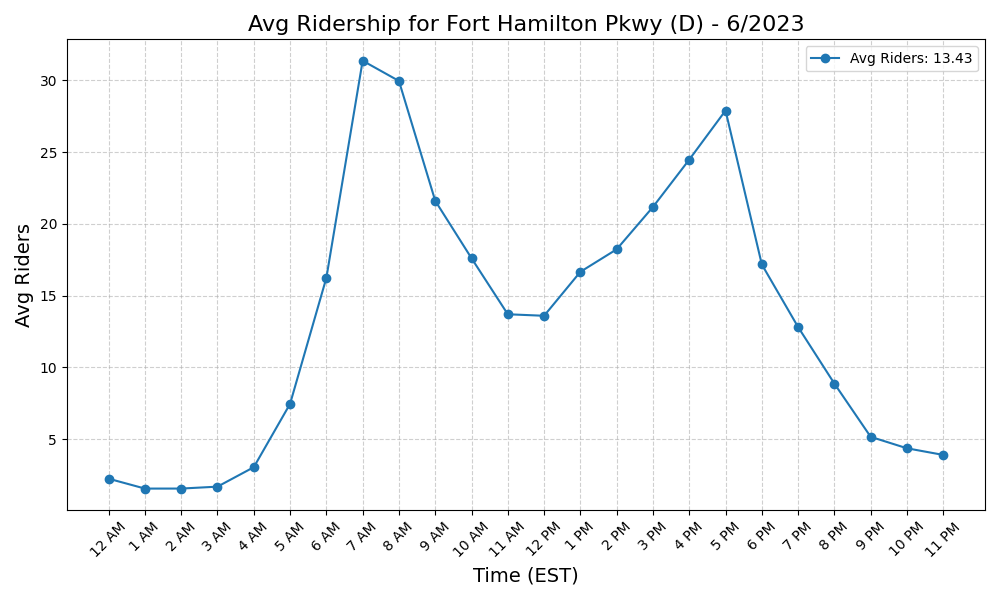 Avg Ridership for Fort Hamilton Pkwy (D) - 6/2023
Avg Riders: 13.43
Avg Riders
30
25
20
15
10
5
12 AM
1 AM
2 AM
3 AM
4 AM
5 AM
6 AM
7 AM
8 AM
9 AM
10 AM
11 AM
12 PM
1 PM
2 PM
3 PM
4 PM
5 PM
6 PM
7 PM
8 PM
9 PM
10 PM
11 PM
Time (EST)